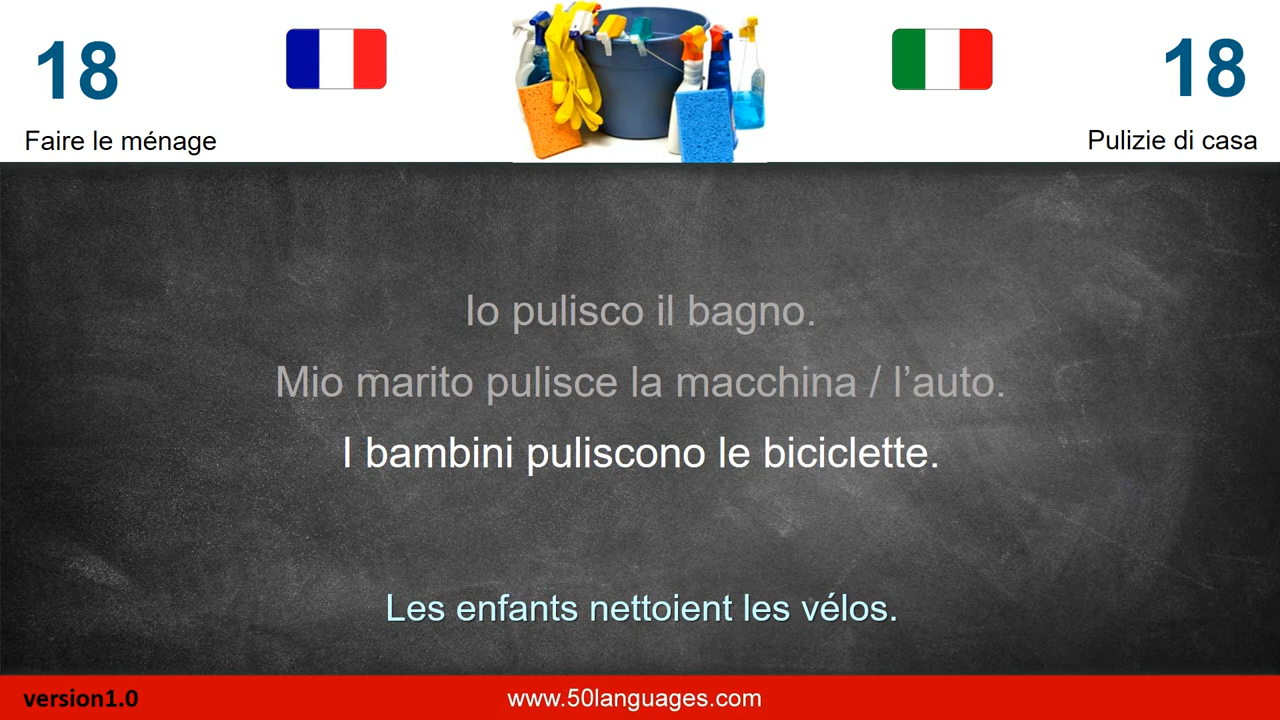 18
18
Faire le ménage
Pulizie di casa
Io pulisco il bagno.
Mio marito pulisce la macchina / l’auto.
I bambini puliscono le biciclette.
Les enfants nettoient les vélos.
version1.0
www.50languages.com